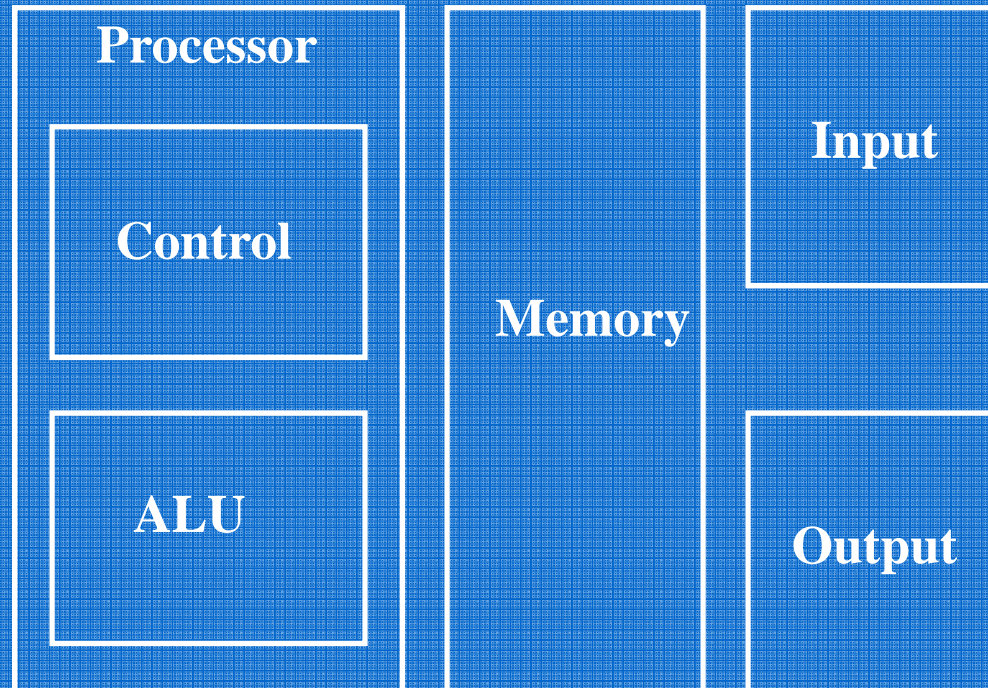 Processor
Control
ALU
Memory
Input
Output